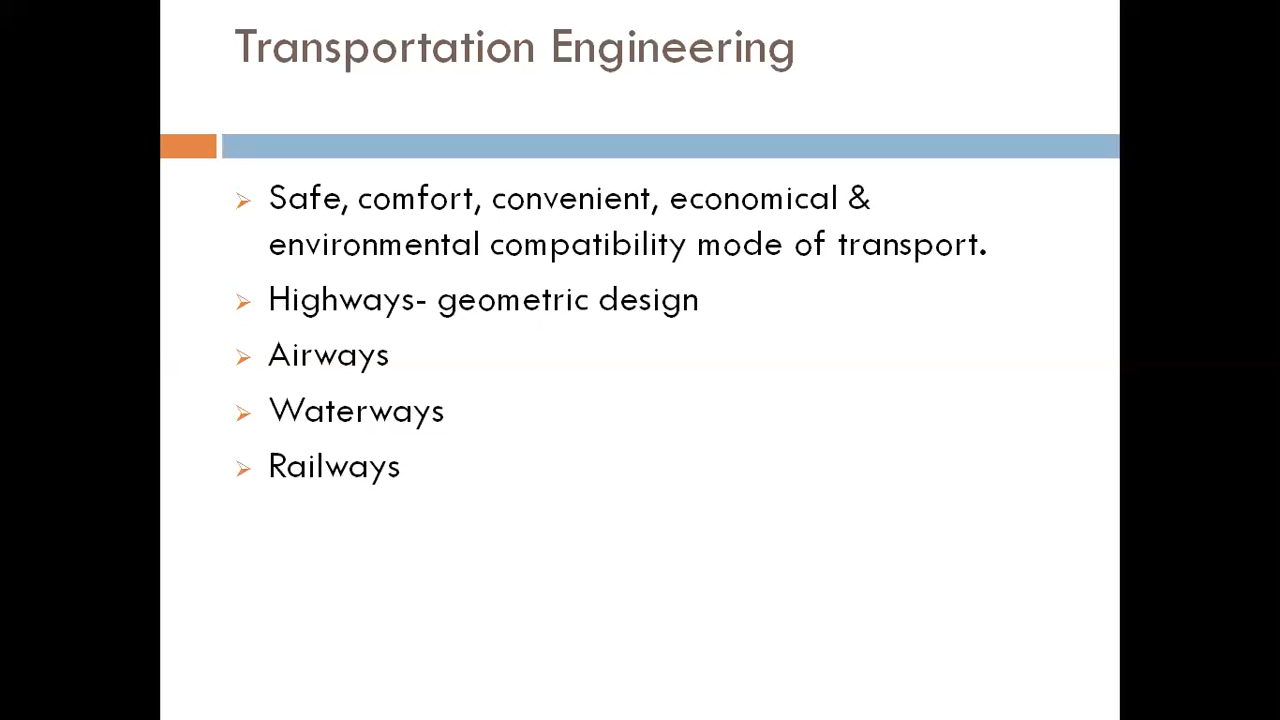 Transportation Engineering
Safe, comfort, convenient, economical &
environmental compatibility mode of transport.
Highways- geometric design
Airways
Waterways
Railways